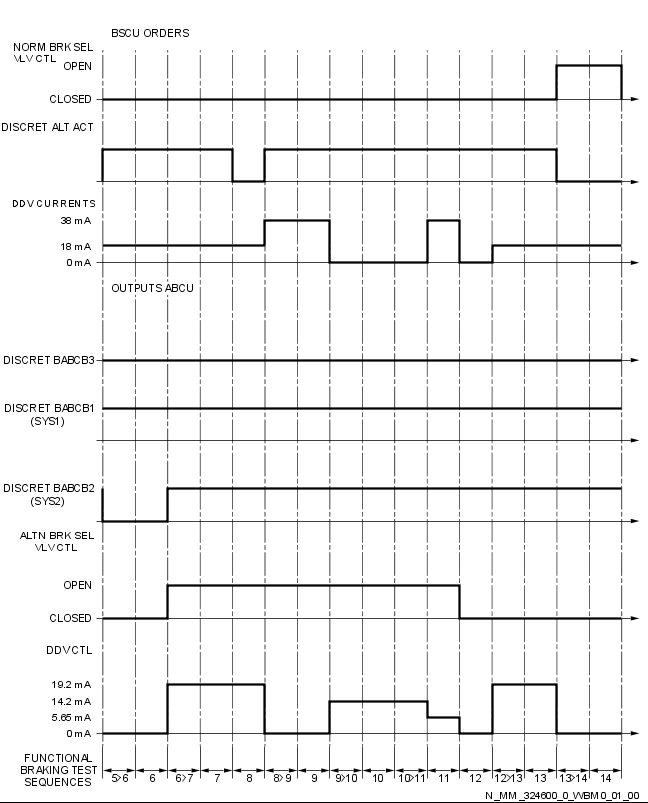 BSCU ORDERS
NORM BRK SEL
VLV CTL
OPEN
CLOSED
DISCRET ALT ACT
DDV CURRENTS
38 mA
18 mA
0 mA
OUTPUTS ABCU
DISCRET BABCB3
DISCRET BABCB1
(SYS1)
DISCRET BABCB2
(SYS2)
ALTN BRK SEL
VLV CTL
OPEN
CLOSED
DDV CTL
19.2 mA
14.2 mA
5.65 mA
0 mA
FUNCTIONAL
BRAKING TEST
SEQUENCES
5>6 6 6>7 7 8 8>9 9 9>10 10 10>11 11 12 12>13 13 13>14 14
N_MM_324600_0_WBM0_01_00